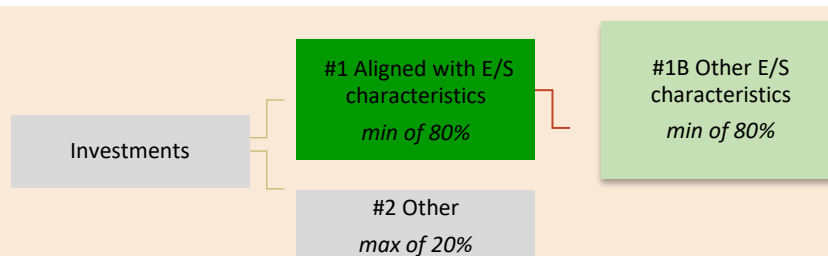 #1 Aligned with E/S
characteristics
min of 80%
#1B Other E/S
characteristics
min of 80%
Investments
#2 Other
max of 20%